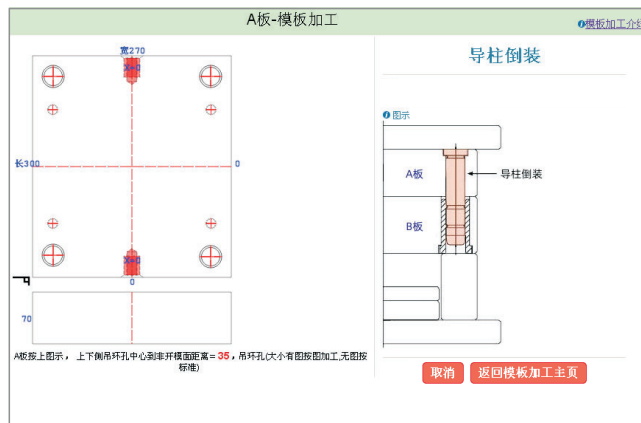 A板-模板加工
模板加工介绍
宽270
X=0
长300
0
X=0
0
70
A板按上图示， 上下侧吊环孔中心到非开模面距离= 35，吊环孔(大小有图按图加工,无图按
标准)
导柱倒装
图示
A板
导柱倒装
B板
取消
返回模板加工主页